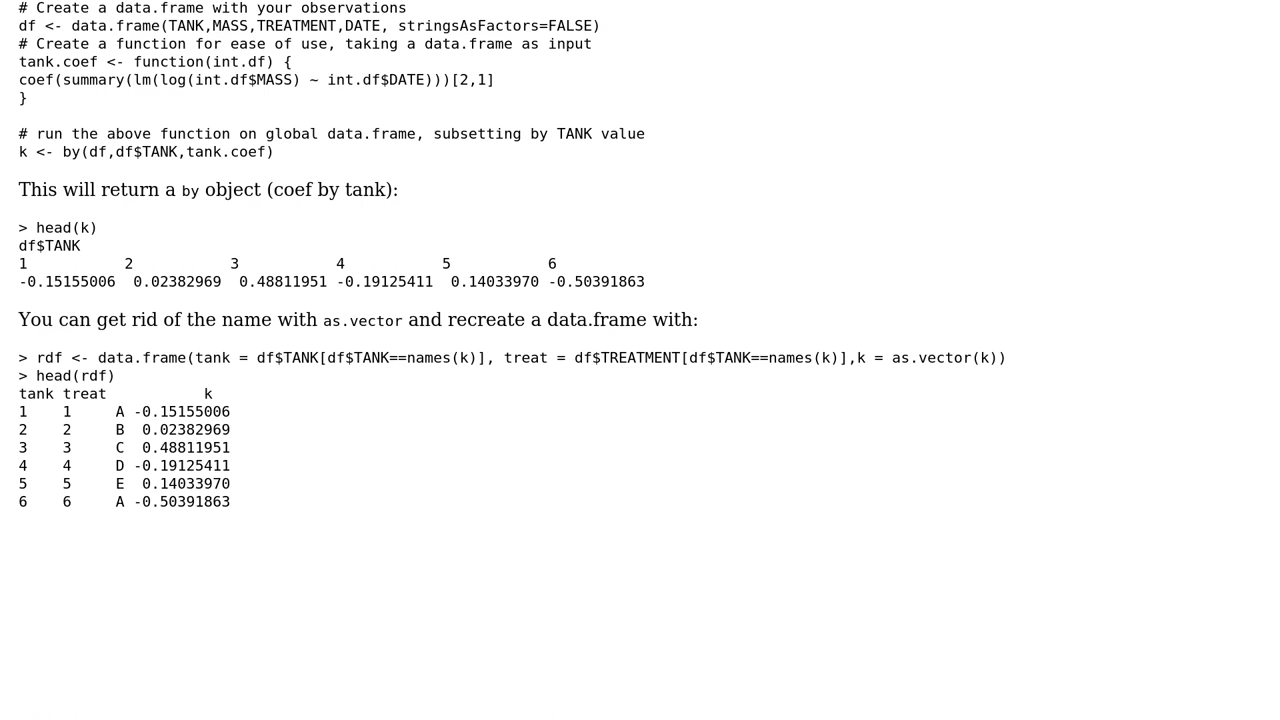 # Create a data.frame with your observations
df <- data.frame(TANK,MASS,TREATMENT,DATE, stringsAsFactors=FALSE)
# Create a function for ease of use, taking a data.frame as input
tank.coef <- function(int.df) {
coef(summary(lm(log(int.df$MASS) ~ int.df$DATE)))[2,1]
}

# run the above function on global data.frame, subsetting by TANK value
k <- by(df,df$TANK,tank.coef)

This will return a by object (coef by tank):

> head(k)
df$TANK
1           2           3           4           5           6
-0.15155006  0.02382969  0.48811951 -0.19125411  0.14033970 -0.50391863

You can get rid of the name with as.vector and recreate a data.frame with:

> rdf <- data.frame(tank = df$TANK[df$TANK==names(k)], treat = df$TREATMENT[df$TANK==names(k)],k = as.vector(k))
> head(rdf)
tank treat           k
1    1     A -0.15155006
2    2     B  0.02382969
3    3     C  0.48811951
4    4     D -0.19125411
5    5     E  0.14033970
6    6     A -0.50391863